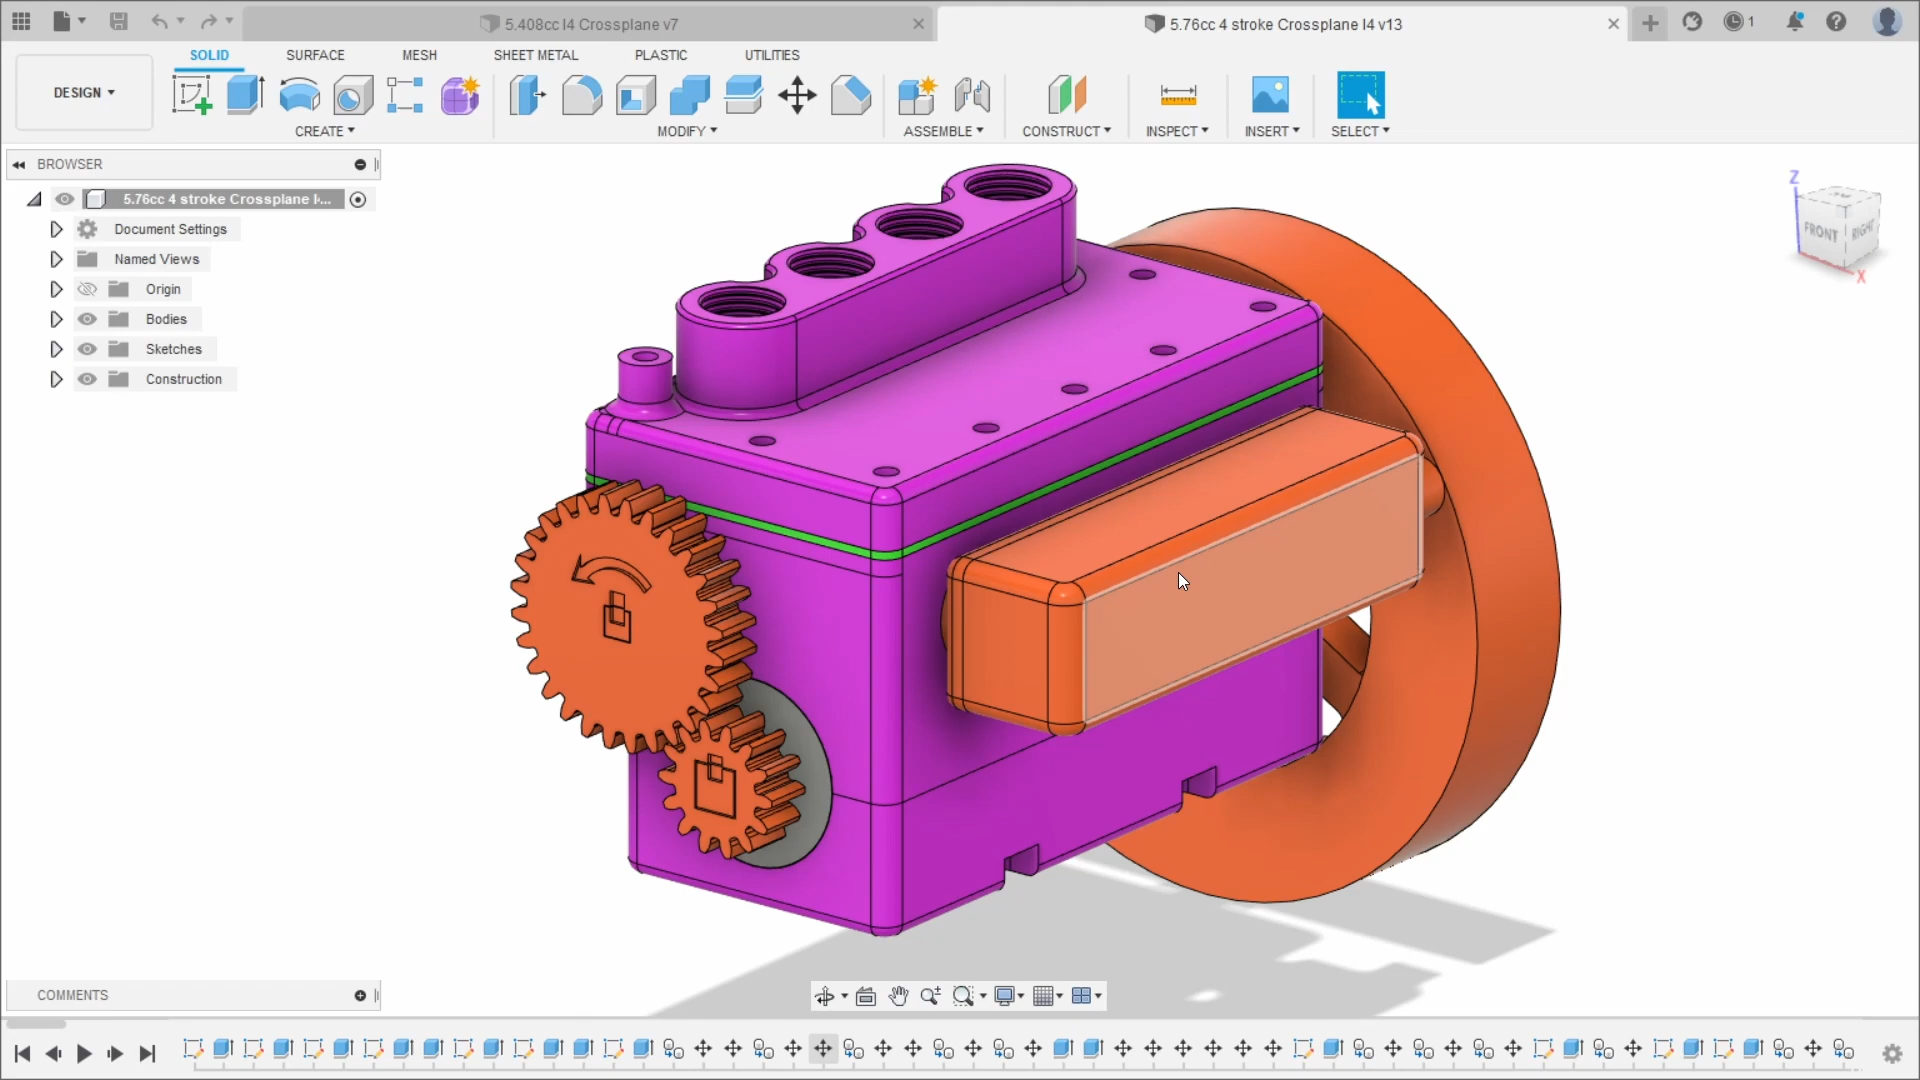 5.408cc I4 Crossplane v7
5.76cc 4 stroke Crossplane I4 v13
1
SOLID
SURFACE
MESH
SHEET METAL
PLASTIC
UTILITIES
DESIGN
CREATE
MODIFY
ASSEMBLE
CONSTRUCT
INSPECT
INSERT
SELECT
BROWSER
5.76cc 4 stroke Crossplane I-...
Document Settings
Named Views
Origin
Bodies
Sketches
Construction
Z
FRONT
RIGHT
X
COMMENTS